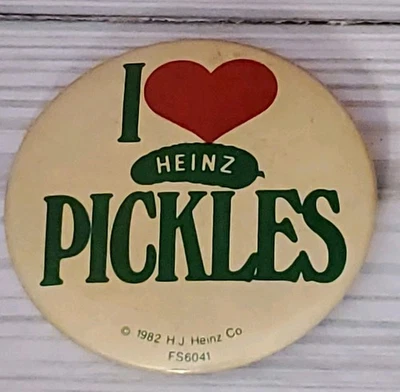 I
HEINZ
PICKLES
© 1982 H.J. Heinz Co
FS6041